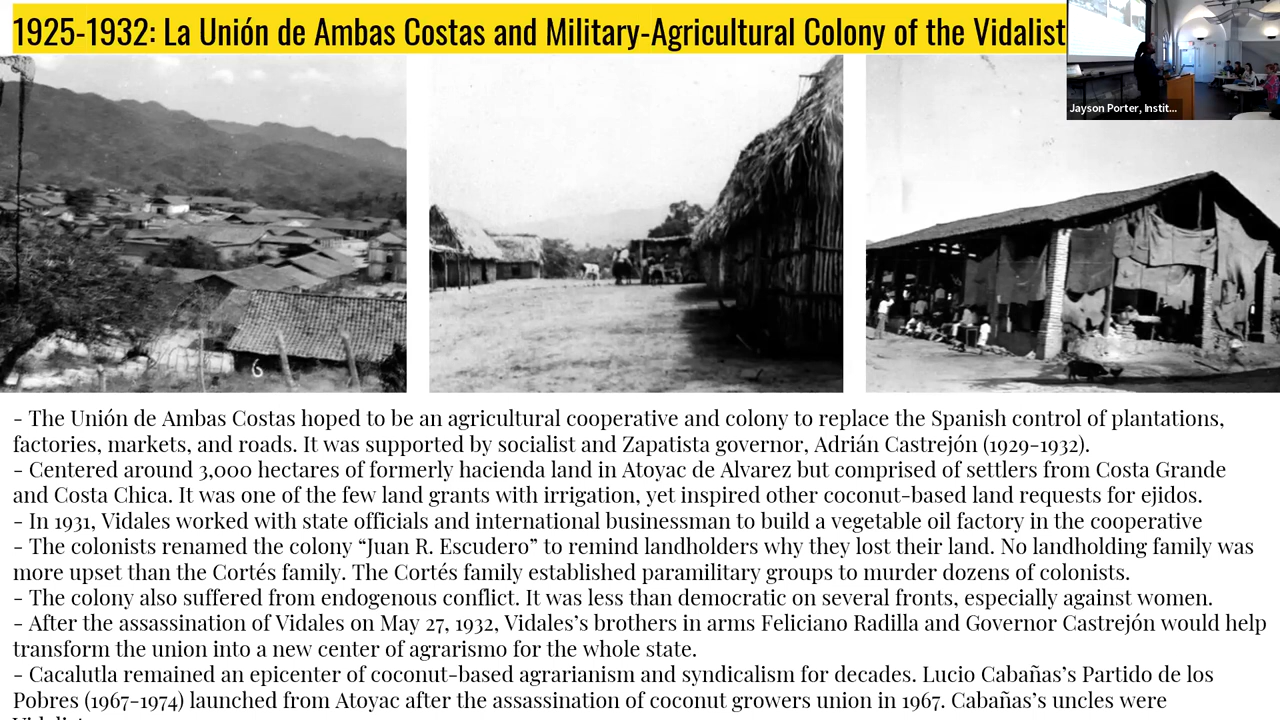 1925-1932: La Unión de Ambas Costas and Military-Agricultural Colony of the Vidalist
Jayson Porter, Instit...
6
- The Unión de Ambas Costas hoped to be an agricultural cooperative and colony to replace the Spanish control of plantations,
factories, markets, and roads. It was supported by socialist and Zapatista governor, Adrián Castrejón (1929-1932).
- Centered around 3,000 hectares of formerly hacienda land in Atoyac de Alvarez but comprised of settlers from Costa Grande
and Costa Chica. It was one of the few land grants with irrigation, yet inspired other coconut-based land requests for ejidos.
- In 1931, Vidales worked with state officials and international businessman to build a vegetable oil factory in the cooperative
- The colonists renamed the colony “Juan R. Escudero” to remind landholders why they lost their land. No landholding family was
more upset than the Cortés family. The Cortés family established paramilitary groups to murder dozens of colonists.
- The colony also suffered from endogenous conflict. It was less than democratic on several fronts, especially against women.
- After the assassination of Vidales on May 27, 1932, Vidales’s brothers in arms Feliciano Radilla and Governor Castrejón would help
transform the union into a new center of agrarismo for the whole state.
- Cacalutla remained an epicenter of coconut-based agrarianism and syndicalism for decades. Lucio Cabañas’s Partido de los
Pobres (1967-1974) launched from Atoyac after the assassination of coconut growers union in 1967. Cabañas’s uncles were